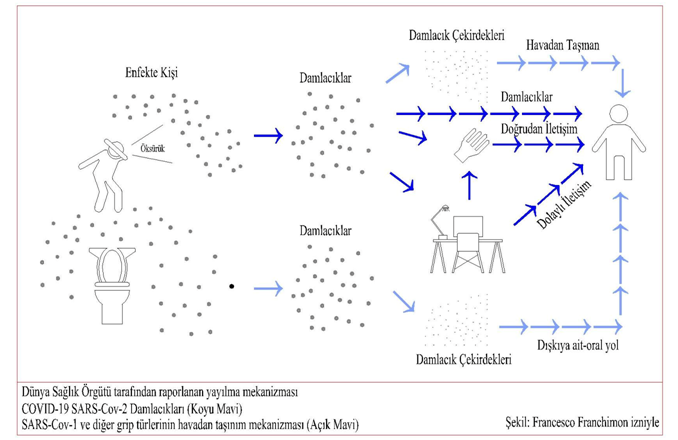 Damlacık Çekirdekleri
Havadan Taşman
Enfekte Kişi
Damlacıklar
Damlacıklar
Doğrudan İletişim
Öksürük
Dolaylı İletişim
Damlacıklar
Damlacık Çekirdekleri
Dışkıya ait-oral yol
Dünya Sağlık Örgütü tarafından raporlanan yayılma mekanizması
COVID-19 SARS-Cov-2 Damlacıkları (Koyu Mavi)
SARS-Cov-1 ve diğer grip türlerinin havadan taşınım mekanizması (Açık Mavi)
Şekil: Francesco Franchimon izniyle